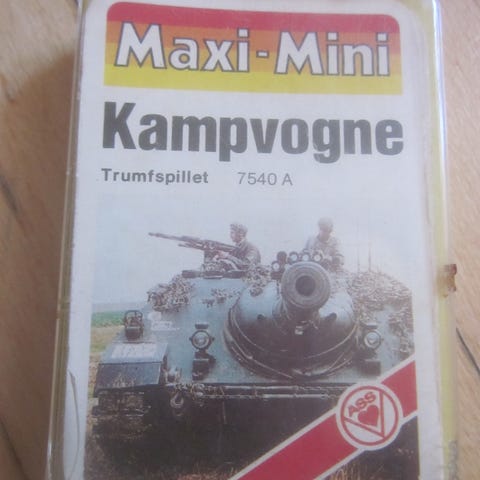 Maxi-Mini
Kampvogne
Trumfspillet 7540 A
ASS